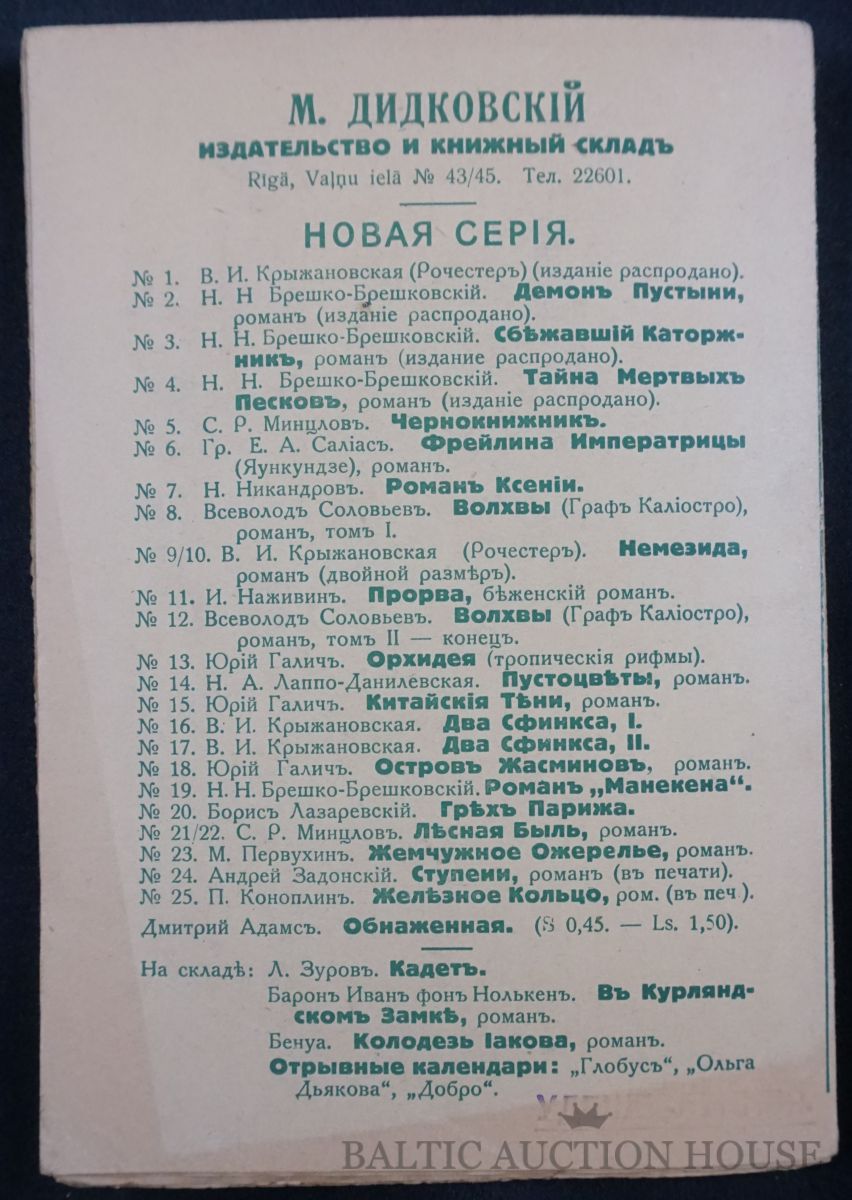 М. ДИДКОВСКІЙ
ИЗДАТЕЛЬСТВО И КНИЖНЫЙ СКЛАДЪ
Rīgā, Vaļņu ielā № 43/45. Тел. 22601.
НОВАЯ СЕРІЯ.
№ 1. В. И. Крыжановская (Рочестеръ) (изданіе распродано).
№ 2. Н. Н Брешко-Брешковскій. Демонъ Пустыни,
романъ (изданіе распродано).
№ 3. Н. Н. Брешко-Брешковскій. Сбѣжавшій Каторж-
никъ, романъ (издание распродано).
№ 4. Н. Н. Брешко-Брешковскій. Тайна Мертвыхъ
Песковъ, романъ (изданіе распродано).
№ 5. С. Р. Минцловъ. Чернокнижникъ.
№ 6. Гр. Е. А. Саліасъ. Фрейлина Императрицы
(Яункундзе), романъ.
№ 7. Н. Никандровъ. Романъ Ксеніи.
№ 8. Всеволодъ Соловьевъ. Волхвы (Графъ Каліостро),
романъ, томъ I.
№ 9/10. В. И. Крыжановская (Рочестеръ). Немезида,
романъ (двойной размѣръ).
№ 11. И. Наживинъ. Прорва, бѣженскій романъ.
№ 12. Всеволодъ Соловьевъ. Волхвы (Графъ Каліостро),
романъ, томъ II — конецъ.
№ 13. Юрій Галичъ. Орхидея (тропическія рифмы).
№ 14. Н. А. Лаппо-Данилевская. Пустоцвѣты, романъ.
№ 15. Юрій Галичъ. Китайскія Тѣни, романъ.
№ 16. В. И. Крыжановская. Два Сфинкса, I.
№ 17. В. И. Крыжановская. Два Сфинкса, II.
№ 18. Юрій Галичъ. Островъ Жасминовъ, романъ.
№ 19. Н. Н. Брешко-Брешковскій. Романъ „Манекена“.
№ 20. Борисъ Лазаревскій. Грѣхъ Парижа.
№ 21/22. С. Р. Минцловъ. Лѣсная Быль, романъ.
№ 23. М. Первухинъ. Жемчужное Ожерелье, романъ.
№ 24. Андрей Задонскій. Ступени, романъ (въ печати).
№ 25. П. Коноплинъ. Желѣзное Кольцо, ром. (въ печ ).
Дмитрий Адамсъ. Обнаженная. (S 0,45. — Ls. 1,50).
На складѣ: Л. Зуровъ. Кадетъ.
Баронъ Иванъ фонъ Нолькенъ. Въ Курлянд-
скомъ Замкѣ, романъ.
Бенуа. Колодезь Іакова, романъ.
Отрывные календари: „Глобусъ“, „Ольга
Дьякова“, „Добро“.
BALTIC AUCTION HOUSE